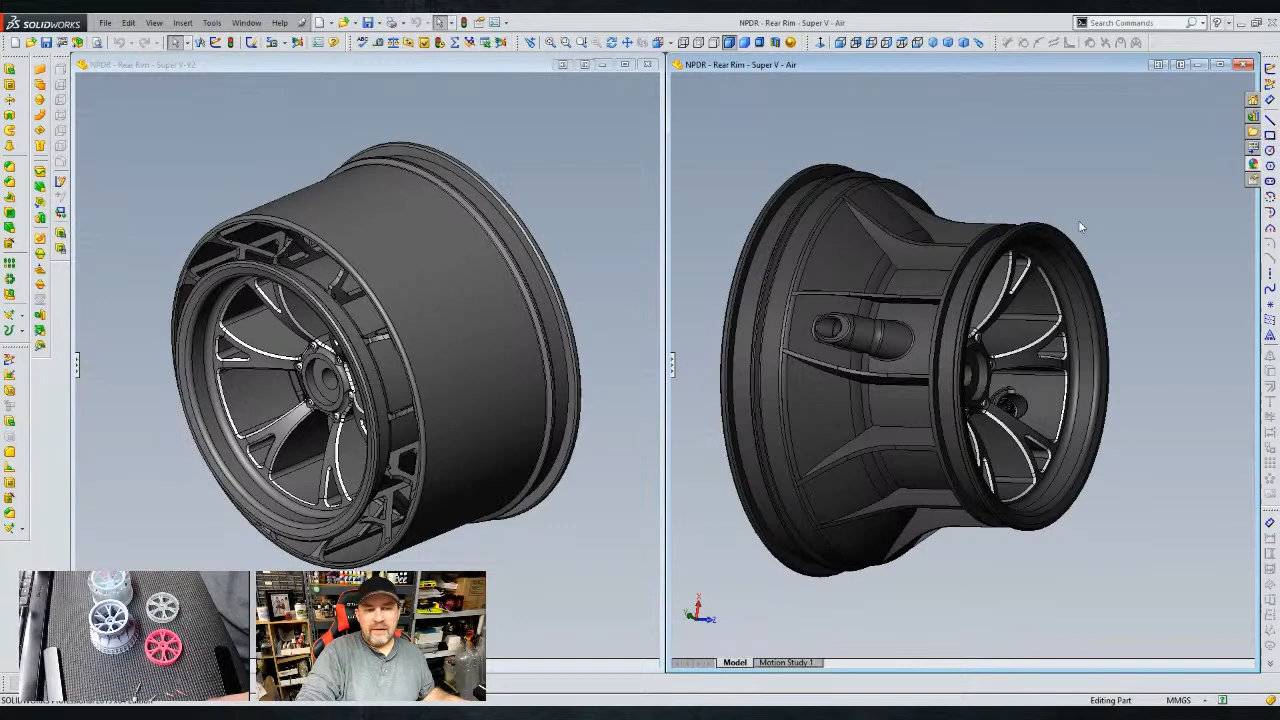 SOLIDWORKS
File Edit View Insert Tools Window Help
NPDR - Rear Rim - Super V - Air
Search Commands
NPDR - Rear Rim - Super V-V2
NPDR - Rear Rim - Super V - Air
Model
Motion Study 1
Editing Part
MMGS